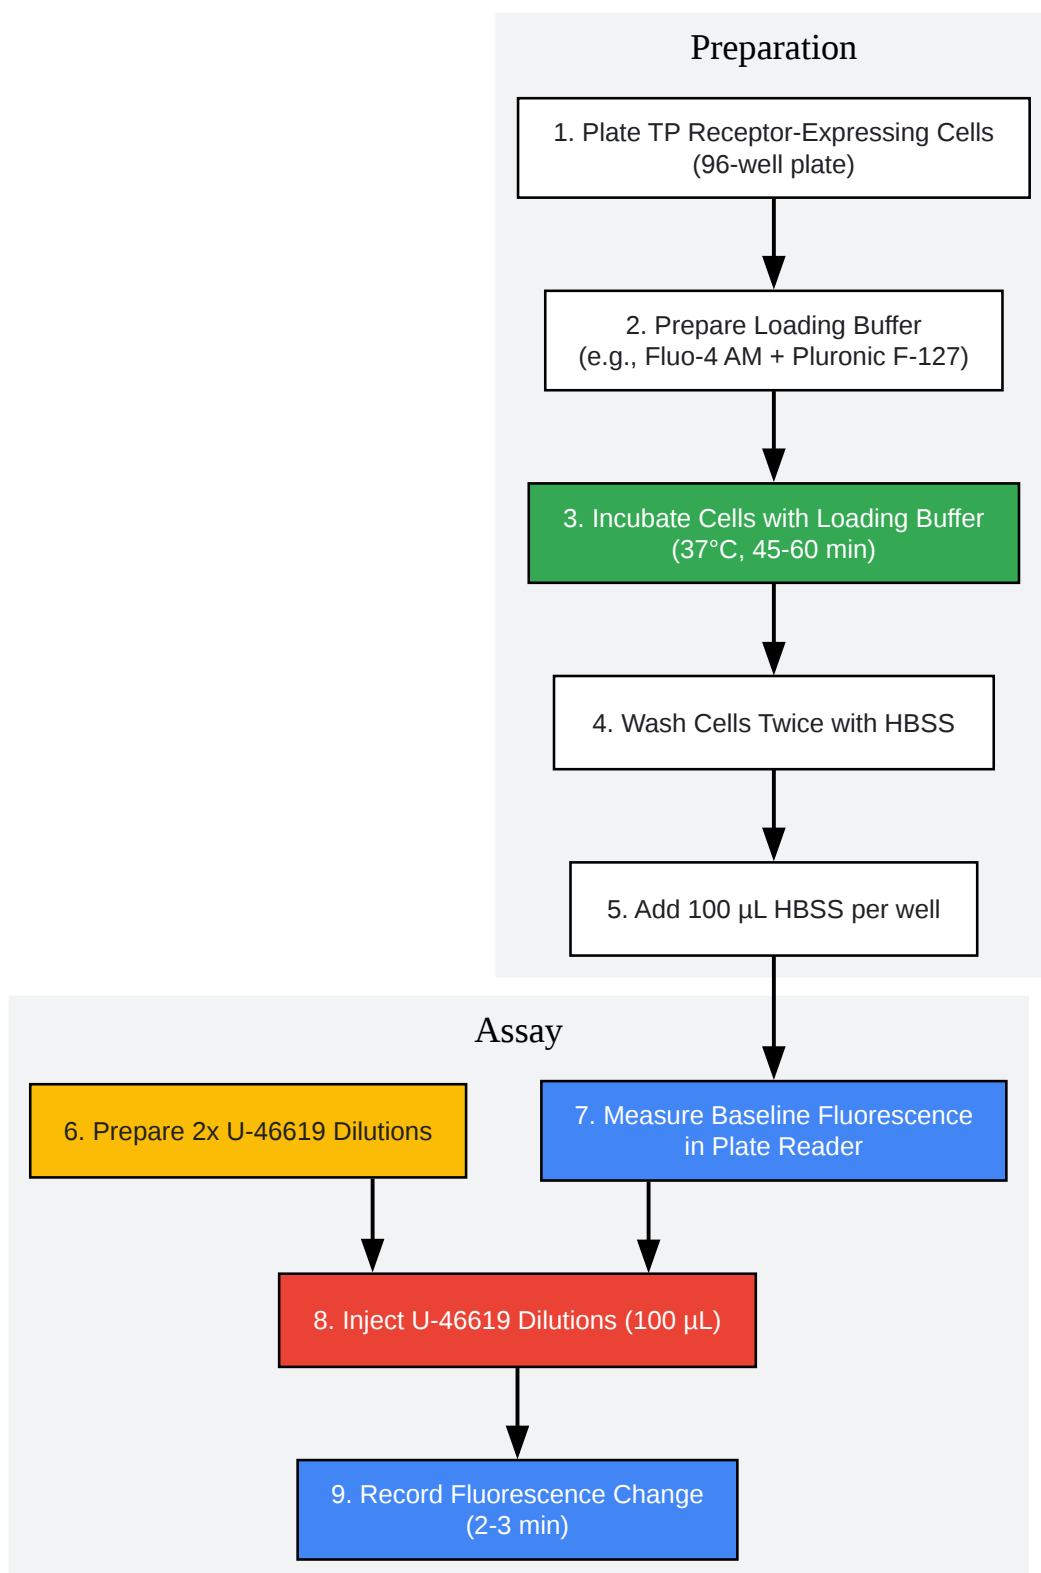 Preparation
1. Plate TP Receptor-Expressing Cells
(96-well plate)
2. Prepare Loading Buffer
(e.g., Fluo-4 AM + Pluronic F-127)
3. Incubate Cells with Loading Buffer
(37°C, 45-60 min)
4. Wash Cells Twice with HBSS
5. Add 100 µL HBSS per well
Assay
6. Prepare 2x U-46619 Dilutions
7. Measure Baseline Fluorescence
in Plate Reader
8. Inject U-46619 Dilutions (100 µL)
9. Record Fluorescence Change
(2-3 min)